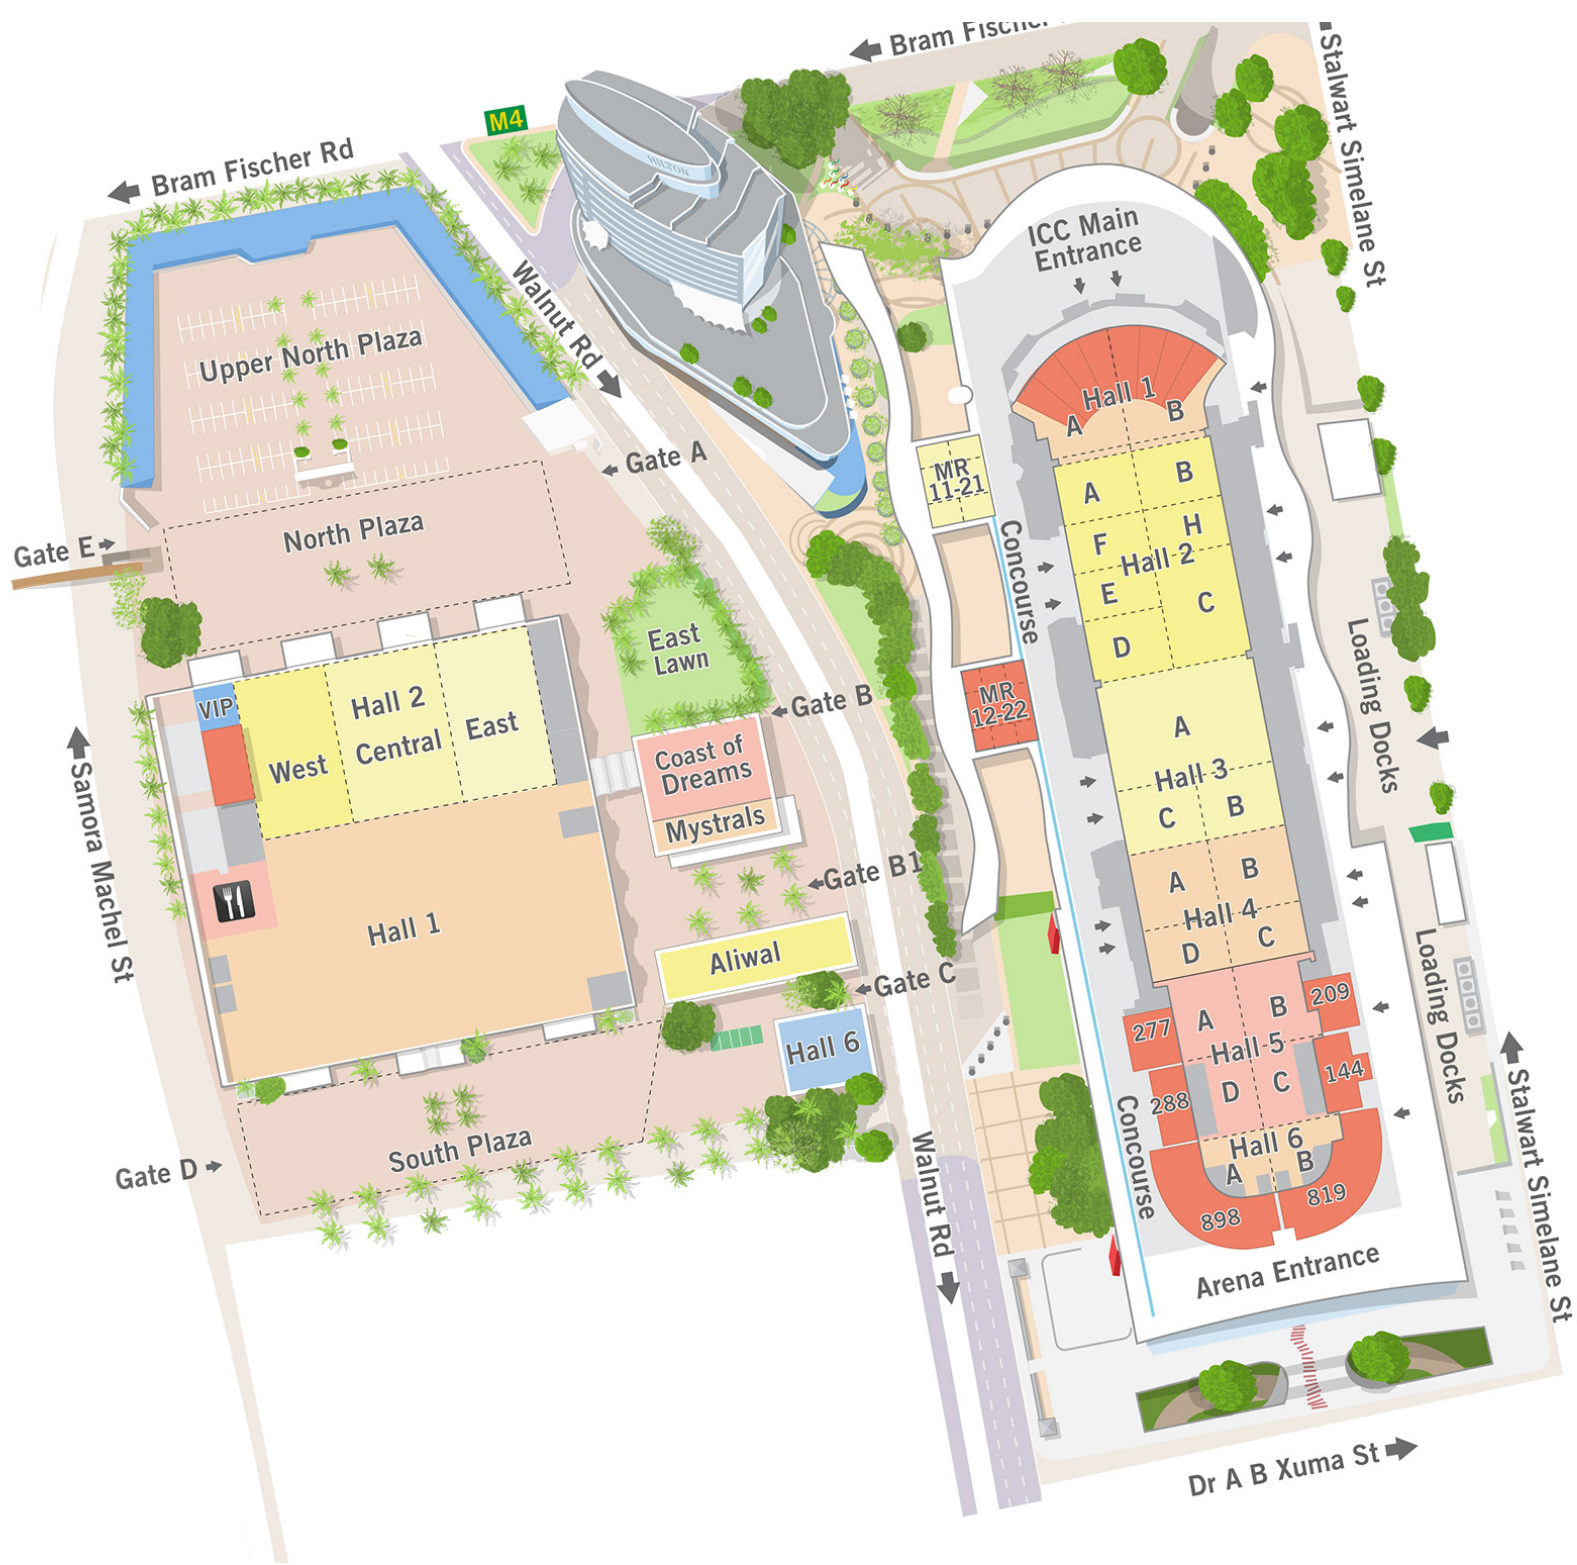 Bram Fischer
Stalwart Simelane St
M4
Bram Fischer Rd
HILTON
ICC Main
Entrance
Walnut Rd
Upper North Plaza
Hall 1
A
B
Gate A
MR
11-21
A
B
F
H
Hall 2
E
C
D
North Plaza
Gate E
Concourse
East
Lawn
Loading Docks
Gate B
MR
12-22
VIP
Hall 2
West
Central
East
Coast of
Dreams
Mystrals
A
Hall 3
C
B
Samora Machel St
Gate B1
A
B
Hall 4
D
C
Hall 1
Aliwal
Gate C
Loading Docks
277
A
B
209
Hall 5
288
D
C
144
Hall 6
Hall 6
A
B
898
819
Concourse
South Plaza
Gate D
Walnut Rd
Stalwart Simelane St
Arena Entrance
Dr A B Xuma St